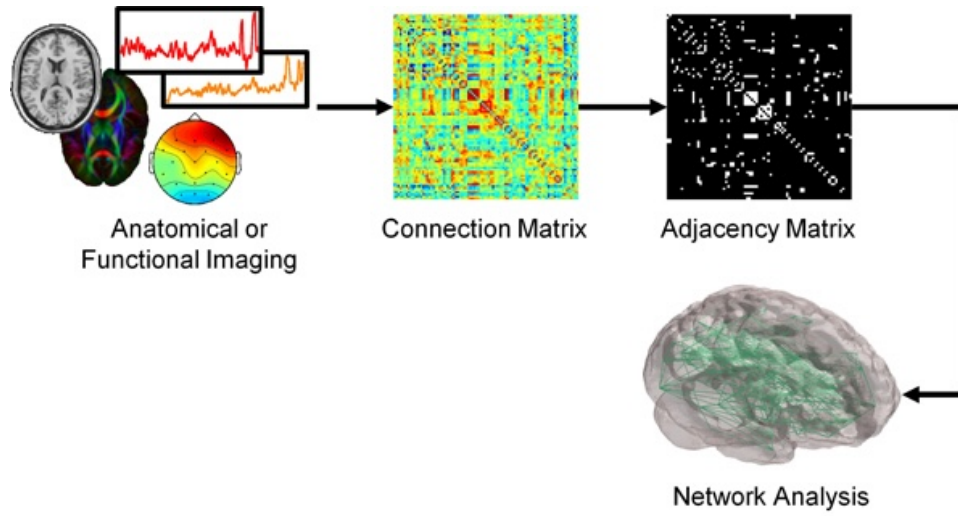 Anatomical or
Functional Imaging
Connection Matrix
Adjacency Matrix
Network Analysis